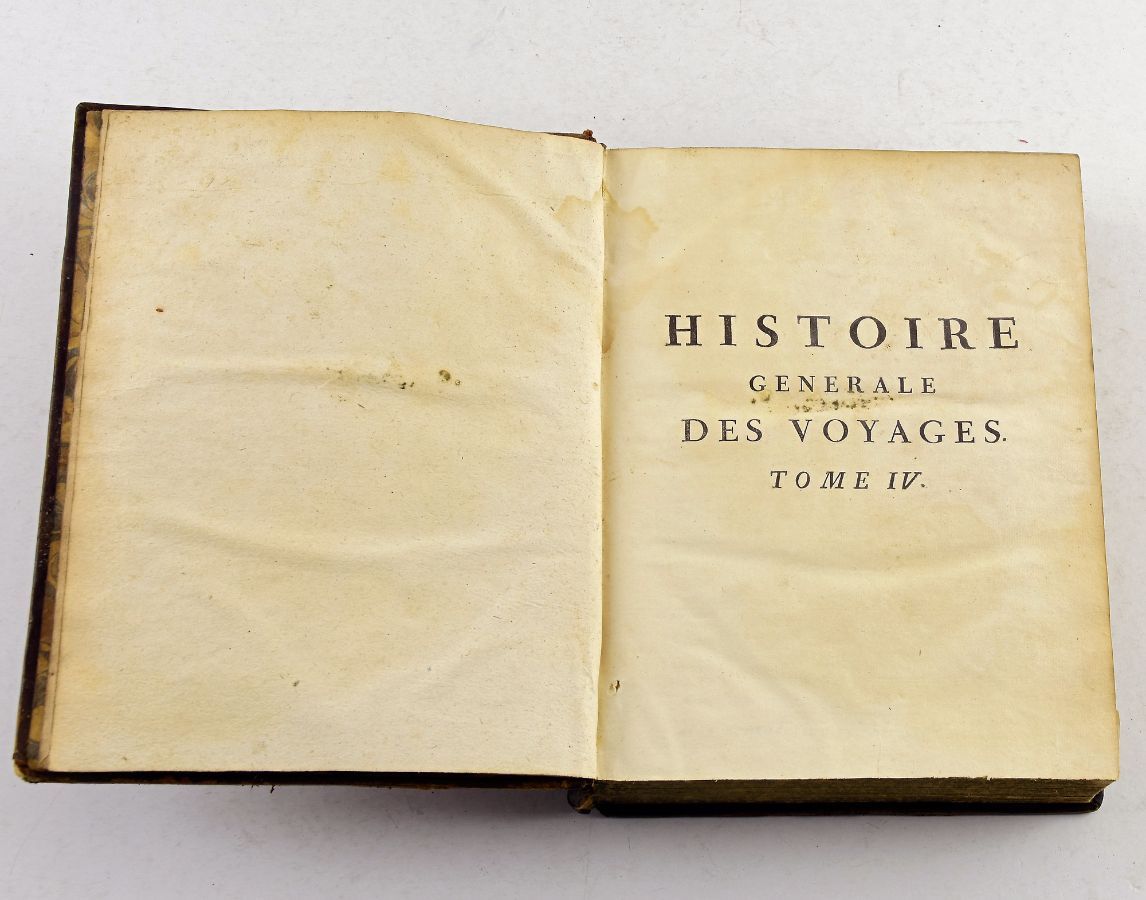 HISTOIRE
GENERALE
DES VOYAGES.
TOME IV.